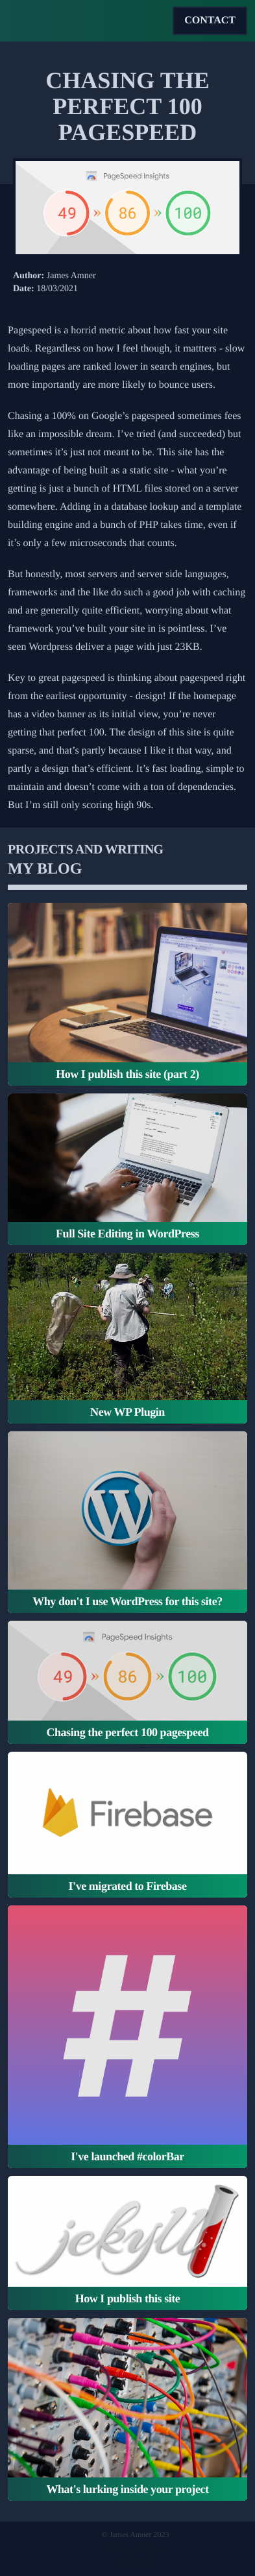 CONTACT
CHASING THE
PERFECT 100
PAGESPEED
PageSpeed Insights
49 » 86 » 100
Author: James Amner
Date: 18/03/2021
Pagespeed is a horrid metric about how fast your site
loads. Regardless on how I feel though, it mattters - slow
loading pages are ranked lower in search engines, but
more importantly are more likely to bounce users.
Chasing a 100% on Google’s pagespeed sometimes fees
like an impossible dream. I’ve tried (and succeeded) but
sometimes it’s just not meant to be. This site has the
advantage of being built as a static site - what you’re
getting is just a bunch of HTML files stored on a server
somewhere. Adding in a database lookup and a template
building engine and a bunch of PHP takes time, even if
it’s only a few microseconds that counts.
But honestly, most servers and server side languages,
frameworks and the like do such a good job with caching
and are generally quite efficient, worrying about what
framework you’ve built your site in is pointless. I’ve
seen Wordpress deliver a page with just 23KB.
Key to great pagespeed is thinking about pagespeed right
from the earliest opportunity - design! If the homepage
has a video banner as its initial view, you’re never
getting that perfect 100. The design of this site is quite
sparse, and that’s partly because I like it that way, and
partly a design that’s efficient. It’s fast loading, simple to
maintain and doesn’t come with a ton of dependencies.
But I’m still only scoring high 90s.
PROJECTS AND WRITING
MY BLOG
How I publish this site (part 2)
Full Site Editing in WordPress
New WP Plugin
Why don't I use WordPress for this site?
PageSpeed Insights
49 » 86 » 100
Chasing the perfect 100 pagespeed
Firebase
I've migrated to Firebase
#
I've launched #colorBar
jekyll
How I publish this site
What's lurking inside your project
© James Amner 2023